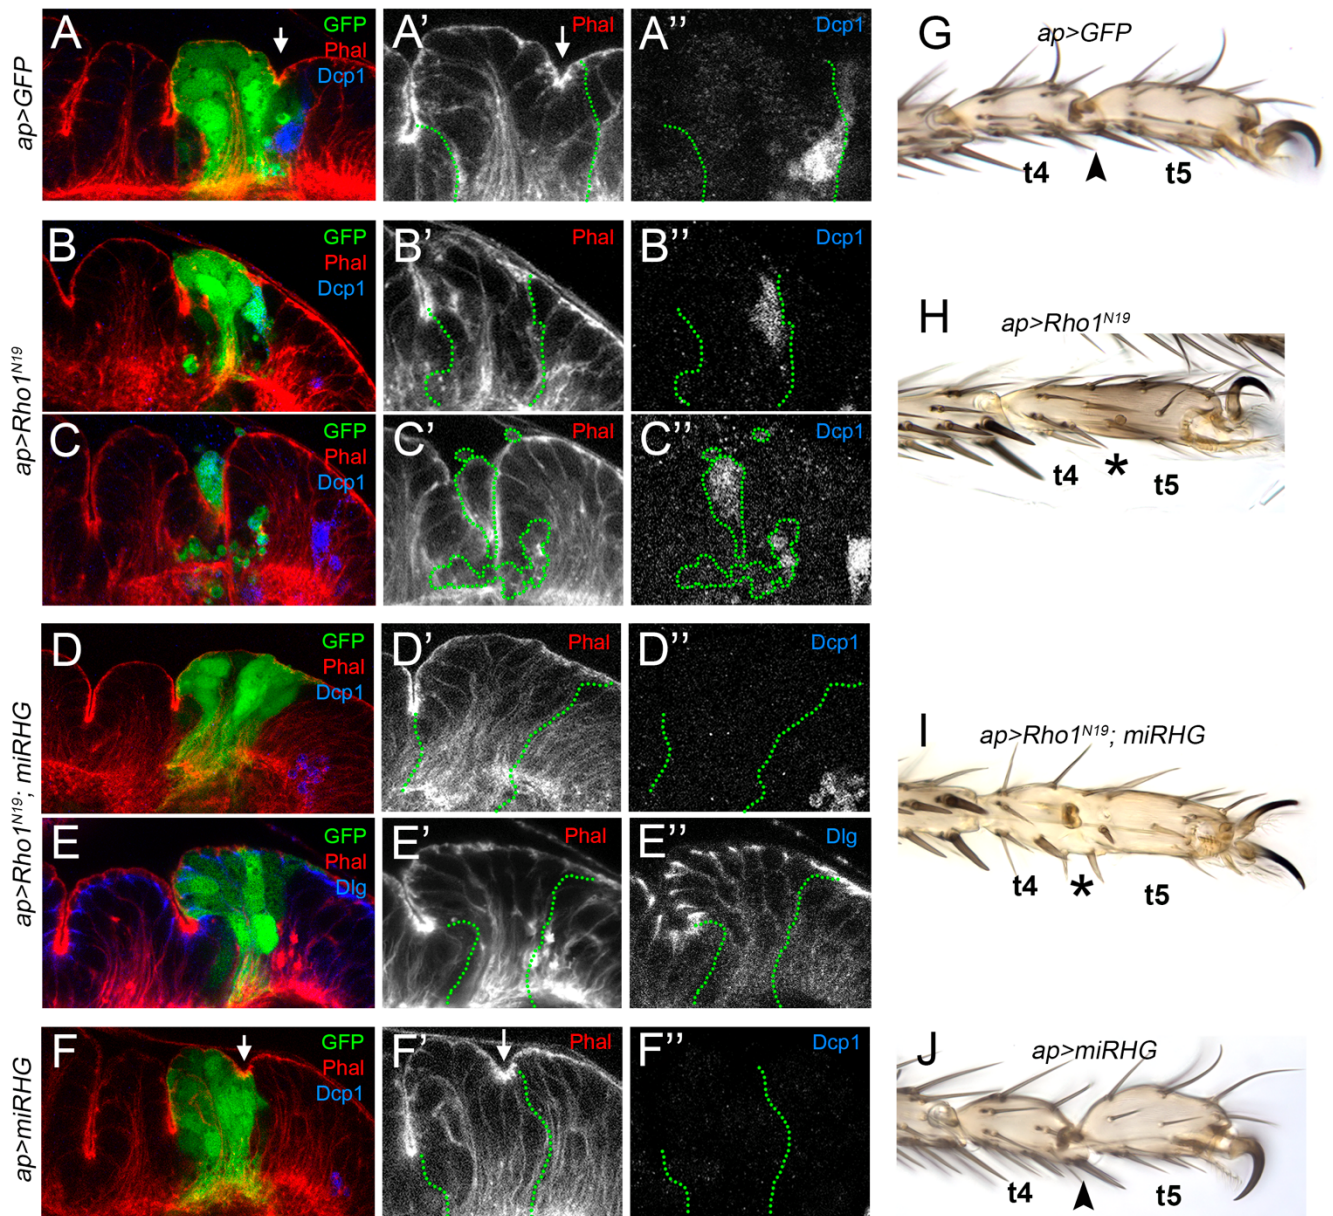 ap>GFP
A
GFP
Phal
Dcp1
A'
Phal
A''
Dcp1
ap>Rho1ᴺ¹⁹
B
GFP
Phal
Dcp1
B'
Phal
B''
Dcp1
C
GFP
Phal
Dcp1
C'
Phal
C''
Dcp1
ap>Rho1ᴺ¹⁹; miRHG
D
GFP
Phal
Dcp1
D'
Phal
D''
Dcp1
E
GFP
Phal
Dlg
E'
Phal
E''
Dlg
ap>miRHG
F
GFP
Phal
Dcp1
F'
Phal
F''
Dcp1
G
ap>GFP
t4 t5
H
ap>Rho1ᴺ¹⁹
t4 * t5
I
ap>Rho1ᴺ¹⁹; miRHG
t4 * t5
J
ap>miRHG
t4 t5